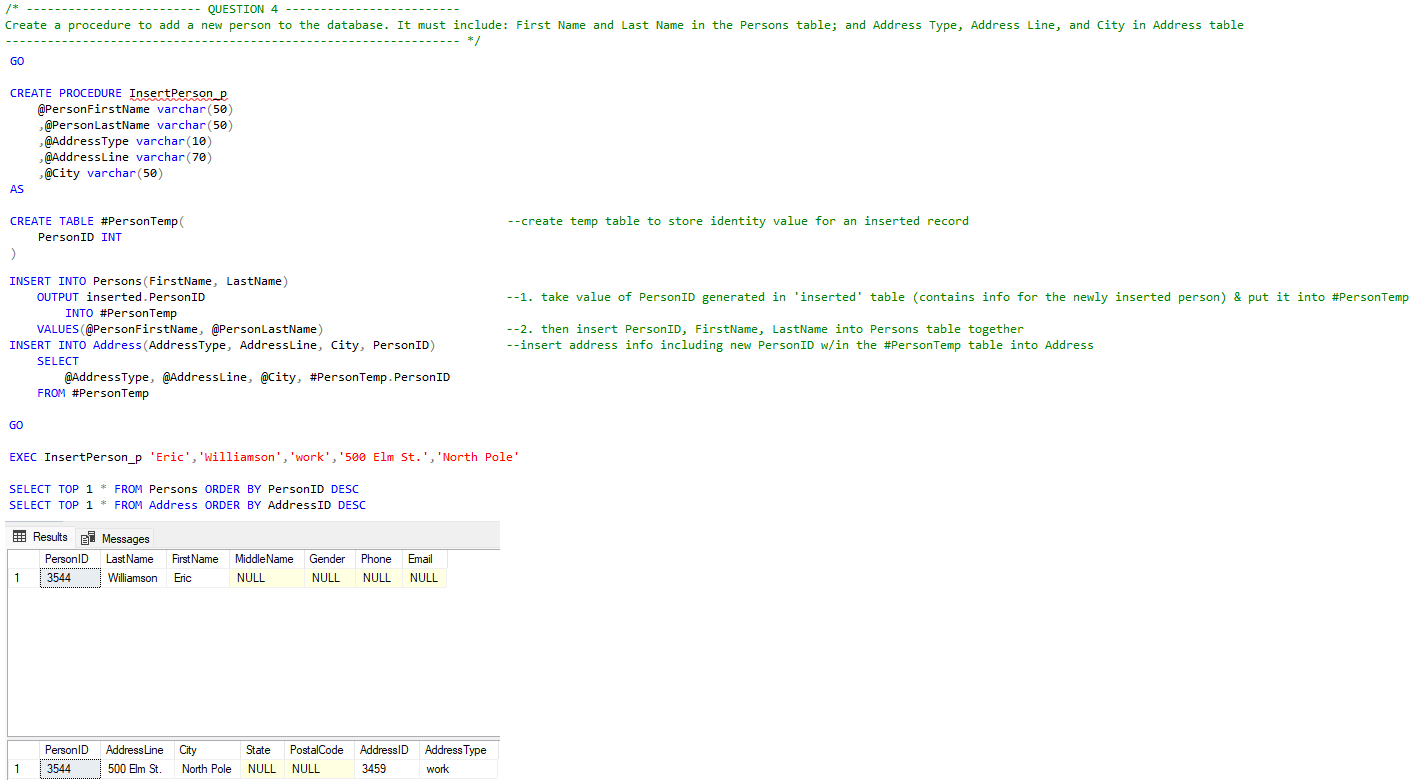 /* ------------------------- QUESTION 4 -------------------------
Create a procedure to add a new person to the database. It must include: First Name and Last Name in the Persons table; and Address Type, Address Line, and City in Address table
----------------------------------------------------------------- */
GO
CREATE PROCEDURE InsertPerson_p
@PersonFirstName varchar(50)
,@PersonLastName varchar(50)
,@AddressType varchar(10)
,@AddressLine varchar(70)
,@City varchar(50)
AS
CREATE TABLE #PersonTemp( --create temp table to store identity value for an inserted record
PersonID INT
)
INSERT INTO Persons(FirstName, LastName)
OUTPUT inserted.PersonID --1. take value of PersonID generated in 'inserted' table (contains info for the newly inserted person) & put it into #PersonTemp
INTO #PersonTemp
VALUES(@PersonFirstName, @PersonLastName) --2. then insert PersonID, FirstName, LastName into Persons table together
INSERT INTO Address(AddressType, AddressLine, City, PersonID) --insert address info including new PersonID w/in the #PersonTemp table into Address
SELECT
@AddressType, @AddressLine, @City, #PersonTemp.PersonID
FROM #PersonTemp
GO
EXEC InsertPerson_p 'Eric','Williamson','work','500 Elm St.','North Pole'
SELECT TOP 1 * FROM Persons ORDER BY PersonID DESC
SELECT TOP 1 * FROM Address ORDER BY AddressID DESC
Results Messages
PersonID LastName FirstName MiddleName Gender Phone Email
1 3544 Williamson Eric NULL NULL NULL NULL
PersonID AddressLine City State PostalCode AddressID AddressType
1 3544 500 Elm St. North Pole NULL NULL 3459 work